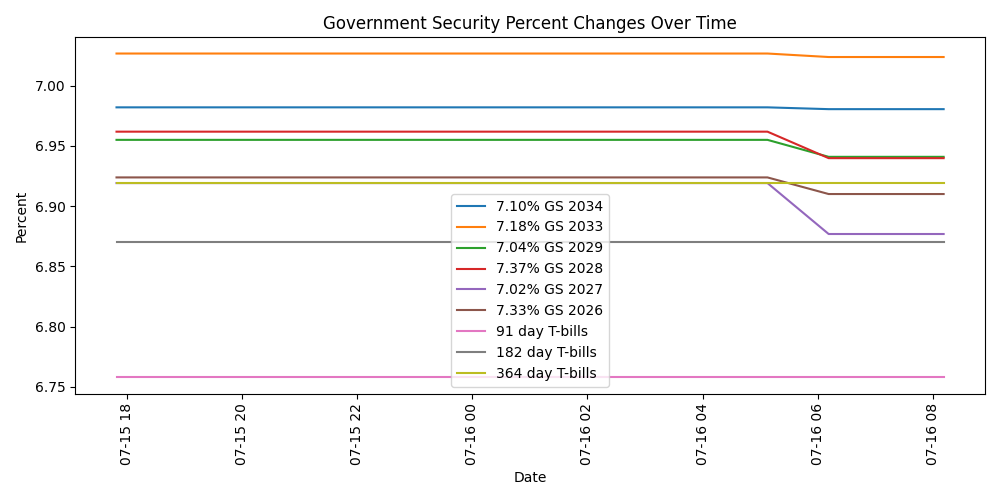 Government Security Percent Changes Over Time
Percent
7.00
6.95
6.90
6.85
6.80
6.75
7.10% GS 2034
7.18% GS 2033
7.04% GS 2029
7.37% GS 2028
7.02% GS 2027
7.33% GS 2026
91 day T-bills
182 day T-bills
364 day T-bills
07-15 18
07-15 20
07-15 22
07-16 00
07-16 02
07-16 04
07-16 06
07-16 08
Date